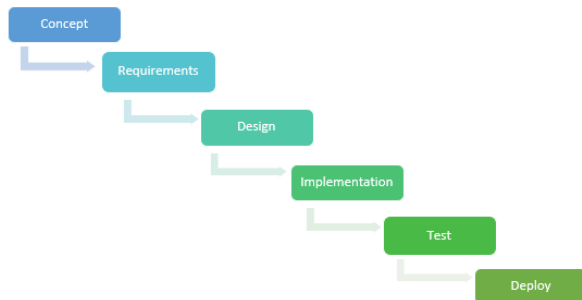 Concept
Requirements
Design
Implementation
Test
Deploy